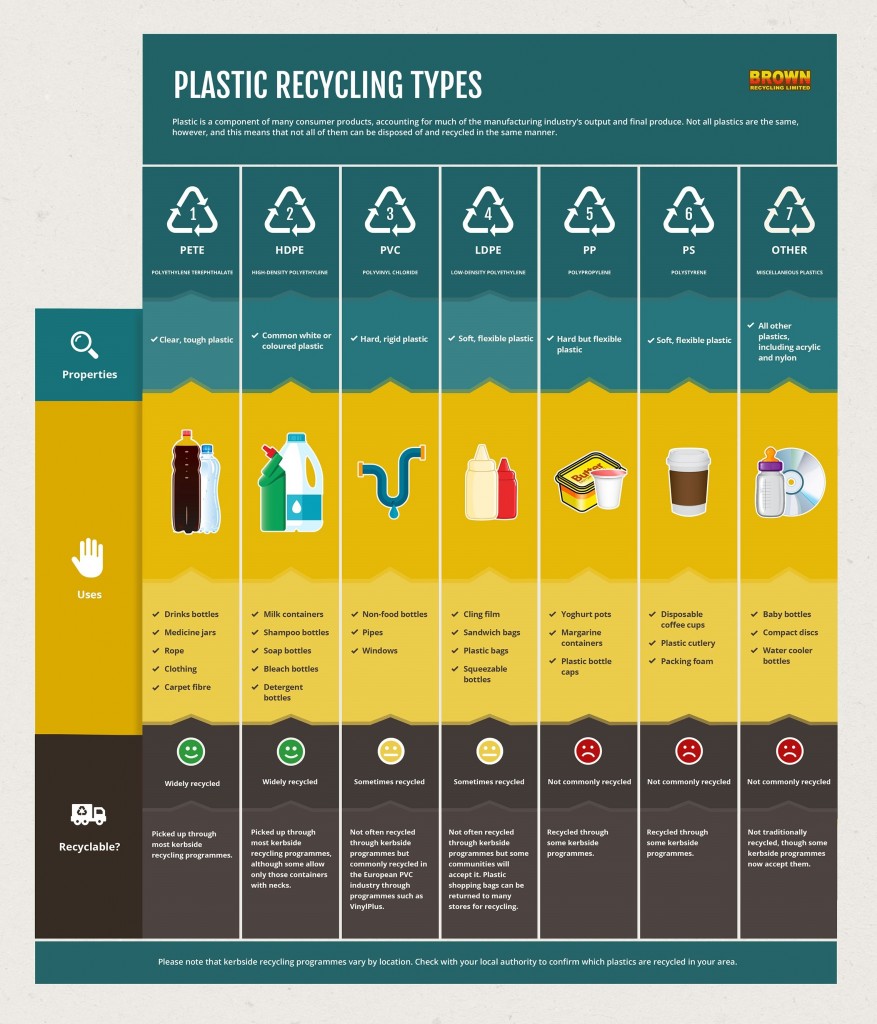 PLASTIC RECYCLING TYPES
BROWN
RECYCLING LIMITED
Plastic is a component of many consumer products, accounting for much of the manufacturing industry's output and final produce. Not all plastics are the same,
however, and this means that not all of them can be disposed of and recycled in the same manner.
1
PETE
POLYETHYLENE TEREPHTHALATE
2
HDPE
HIGH-DENSITY POLYETHYLENE
3
PVC
POLYVINYL CHLORIDE
4
LDPE
LOW-DENSITY POLYETHYLENE
5
PP
POLYPROPYLENE
6
PS
POLYSTYRENE
7
OTHER
MISCELLANEOUS PLASTICS
Properties
Clear, tough plastic
Common white or
coloured plastic
Hard, rigid plastic
Soft, flexible plastic
Hard but flexible
plastic
Soft, flexible plastic
All other
plastics,
including acrylic
and nylon
Uses
Butter
Drinks bottles
Medicine jars
Rope
Clothing
Carpet fibre
Milk containers
Shampoo bottles
Soap bottles
Bleach bottles
Detergent
bottles
Non-food bottles
Pipes
Windows
Cling film
Sandwich bags
Plastic bags
Squeezable
bottles
Yoghurt pots
Margarine
containers
Plastic bottle
caps
Disposable
coffee cups
Plastic cutlery
Packing foam
Baby bottles
Compact discs
Water cooler
bottles
Recyclable?
Widely recycled
Picked up through
most kerbside
recycling programmes.
Widely recycled
Picked up through
most kerbside
recycling programmes,
although some allow
only those containers
with necks.
Sometimes recycled
Not often recycled
through kerbside
programmes but
commonly recycled in
the European PVC
industry through
programmes such as
VinylPlus.
Sometimes recycled
Not often recycled
through kerbside
programmes but some
communities will
accept it. Plastic
shopping bags can be
returned to many
stores for recycling.
Not commonly recycled
Recycled through
some kerbside
programmes.
Not commonly recycled
Recycled through
some kerbside
programmes.
Not commonly recycled
Not traditionally
recycled, though some
kerbside programmes
now accept them.
Please note that kerbside recycling programmes vary by location. Check with your local authority to confirm which plastics are recycled in your area.